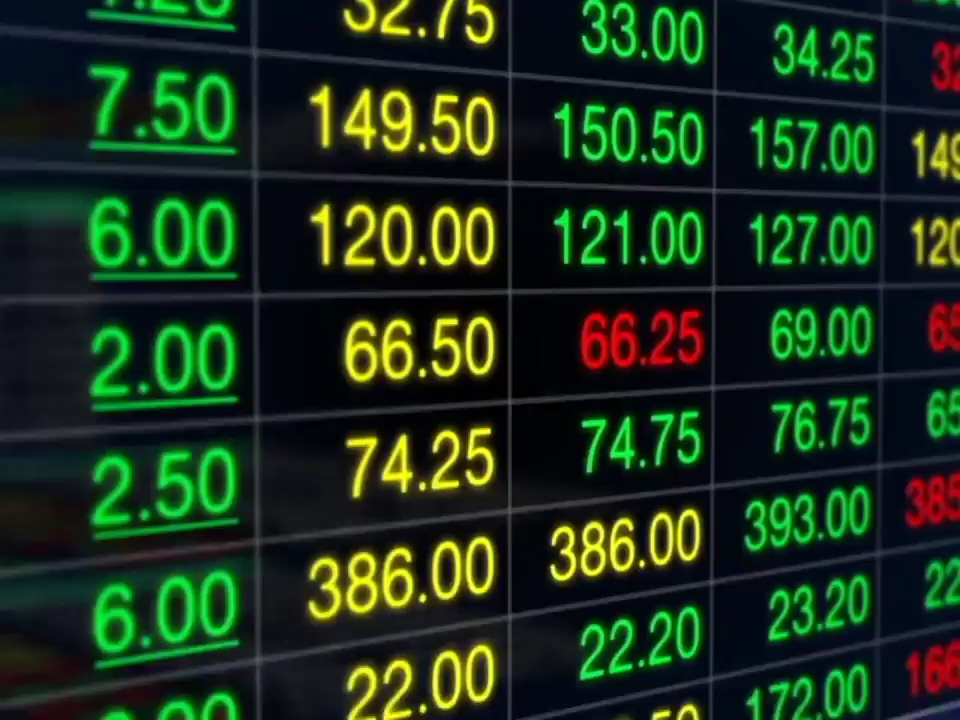 32.75 33.00 34.25
7.50 149.50 150.50 157.00
6.00 120.00 121.00 127.00
2.00 66.50 66.25 69.00
2.50 74.25 74.75 76.75
6.00 386.00 386.00 393.00 385
22.00 22.20 23.20
172.00 166